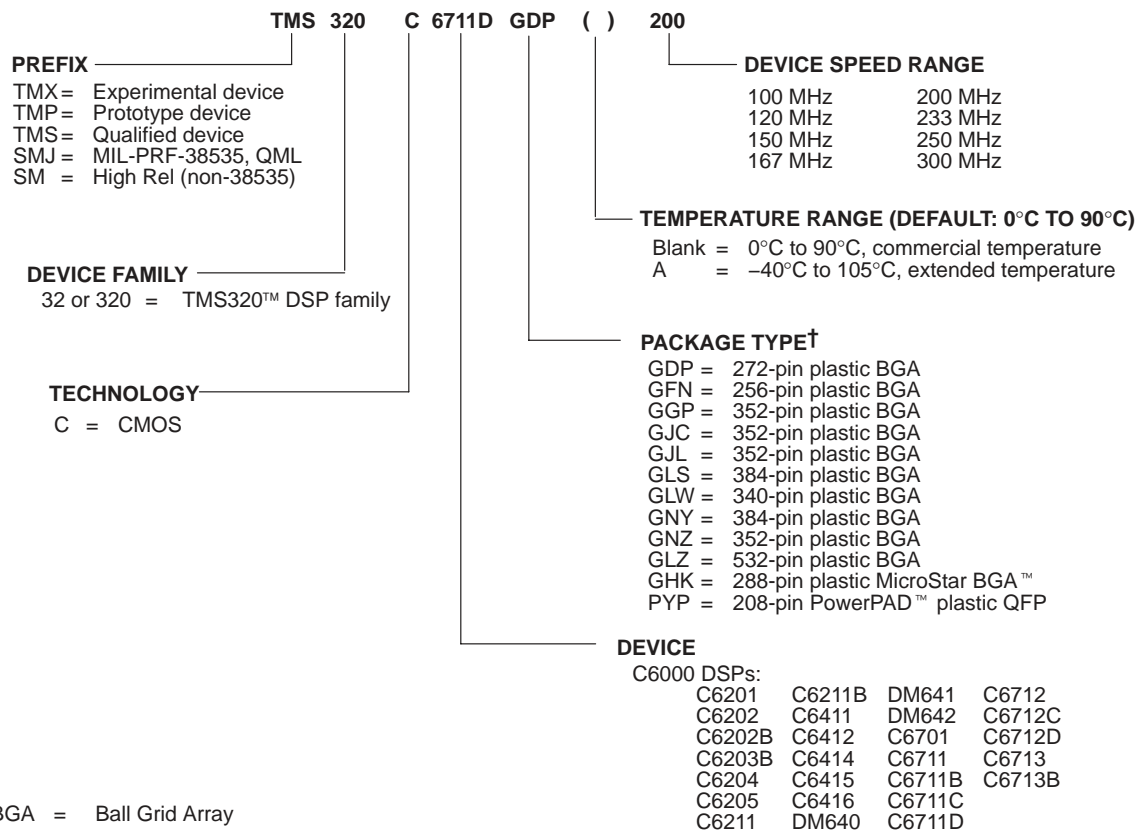 TMS 320 C 6711D GDP ( ) 200
PREFIX
TMX = Experimental device
TMP = Prototype device
TMS = Qualified device
SMJ = MIL-PRF-38535, QML
SM = High Rel (non-38535)
DEVICE SPEED RANGE
100 MHz 200 MHz
120 MHz 233 MHz
150 MHz 250 MHz
167 MHz 300 MHz
TEMPERATURE RANGE (DEFAULT: 0°C TO 90°C)
Blank = 0°C to 90°C, commercial temperature
A = −40°C to 105°C, extended temperature
DEVICE FAMILY
32 or 320 = TMS320™ DSP family
PACKAGE TYPE†
GDP = 272-pin plastic BGA
GFN = 256-pin plastic BGA
GGP = 352-pin plastic BGA
GJC = 352-pin plastic BGA
GJL = 352-pin plastic BGA
GLS = 384-pin plastic BGA
GLW = 340-pin plastic BGA
GNY = 384-pin plastic BGA
GNZ = 352-pin plastic BGA
GLZ = 532-pin plastic BGA
GHK = 288-pin plastic MicroStar BGA™
PYP = 208-pin PowerPAD™ plastic QFP
TECHNOLOGY
C = CMOS
DEVICE
C6000 DSPs:
C6201 C6211B DM641 C6712
C6202 C6411 DM642 C6712C
C6202B C6412 C6701 C6712D
C6203B C6414 C6711 C6713
C6204 C6415 C6711B C6713B
C6205 C6416 C6711C
C6211 DM640 C6711D
BGA = Ball Grid Array